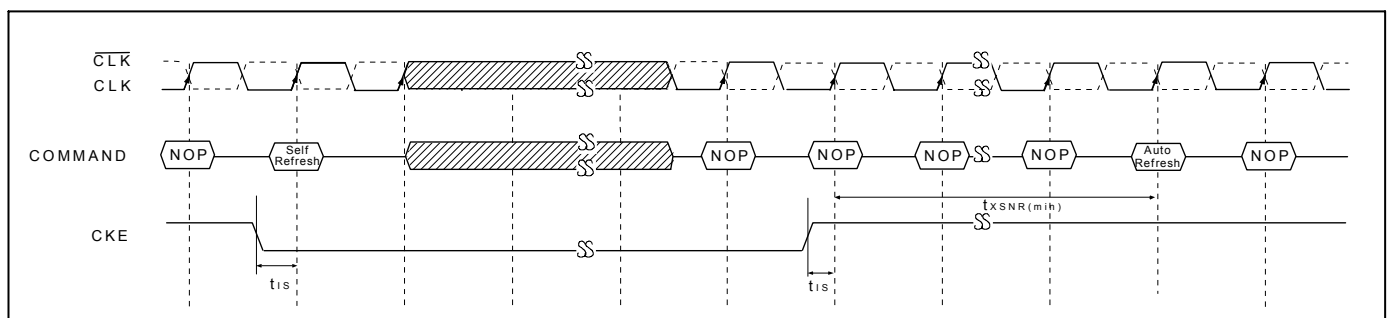 CLK
CLK
COMMAND
NOP
Self
Refresh
NOP
NOP
NOP
NOP
Auto
Refresh
NOP
tXSNR(min)
CKE
tIS
tIS